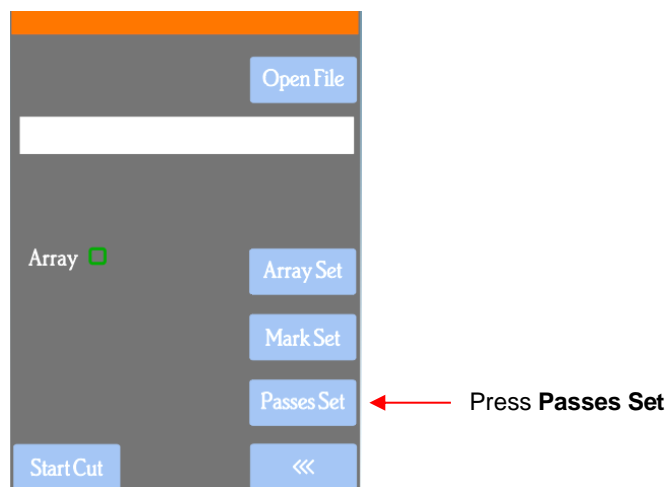 Open File
Array
Array Set
Mark Set
Passes Set
Press Passes Set
Start Cut
<<<